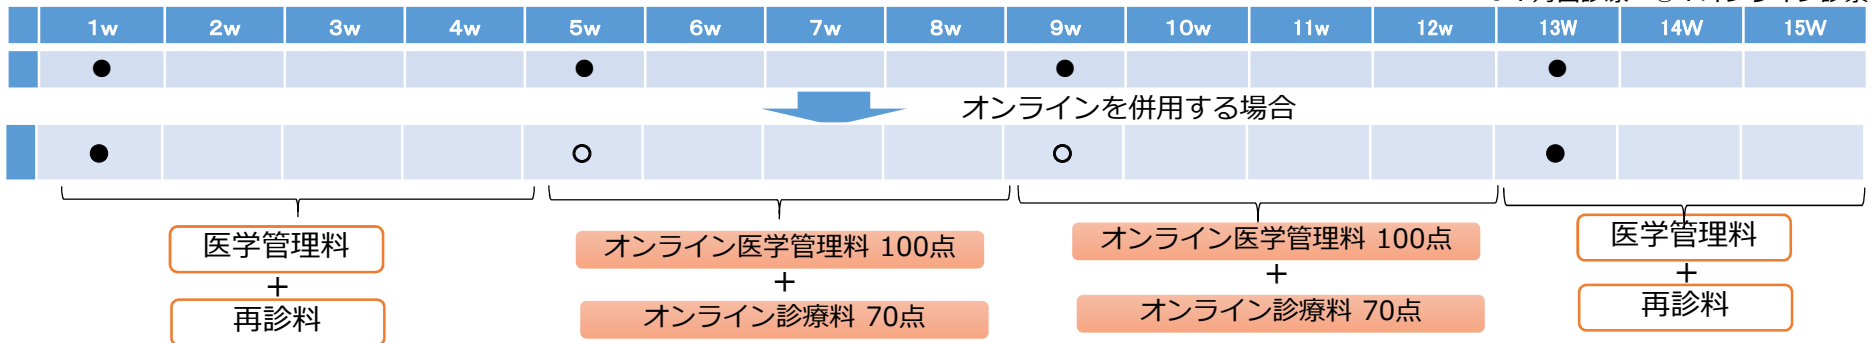 1w 2w 3w 4w 5w 6w 7w 8w 9w 10w 11w 12w 13W 14W 15W
オンラインを併用する場合
医学管理料
+
再診料
オンライン医学管理料 100点
+
オンライン診療料 70点
オンライン医学管理料 100点
+
オンライン診療料 70点
医学管理料
+
再診料